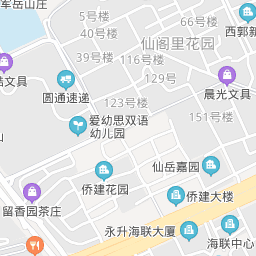 军岳山庄
5号楼
40号楼
西郭新
仙阁里花园
39号楼
116号楼
129号
酷文具
圆通速递
晨光文具
123号楼
151号楼
爱幼思双语
幼儿园
仙岳嘉园
侨建花园
侨建大楼
留香园茶庄
永升海联大厦
海联中心